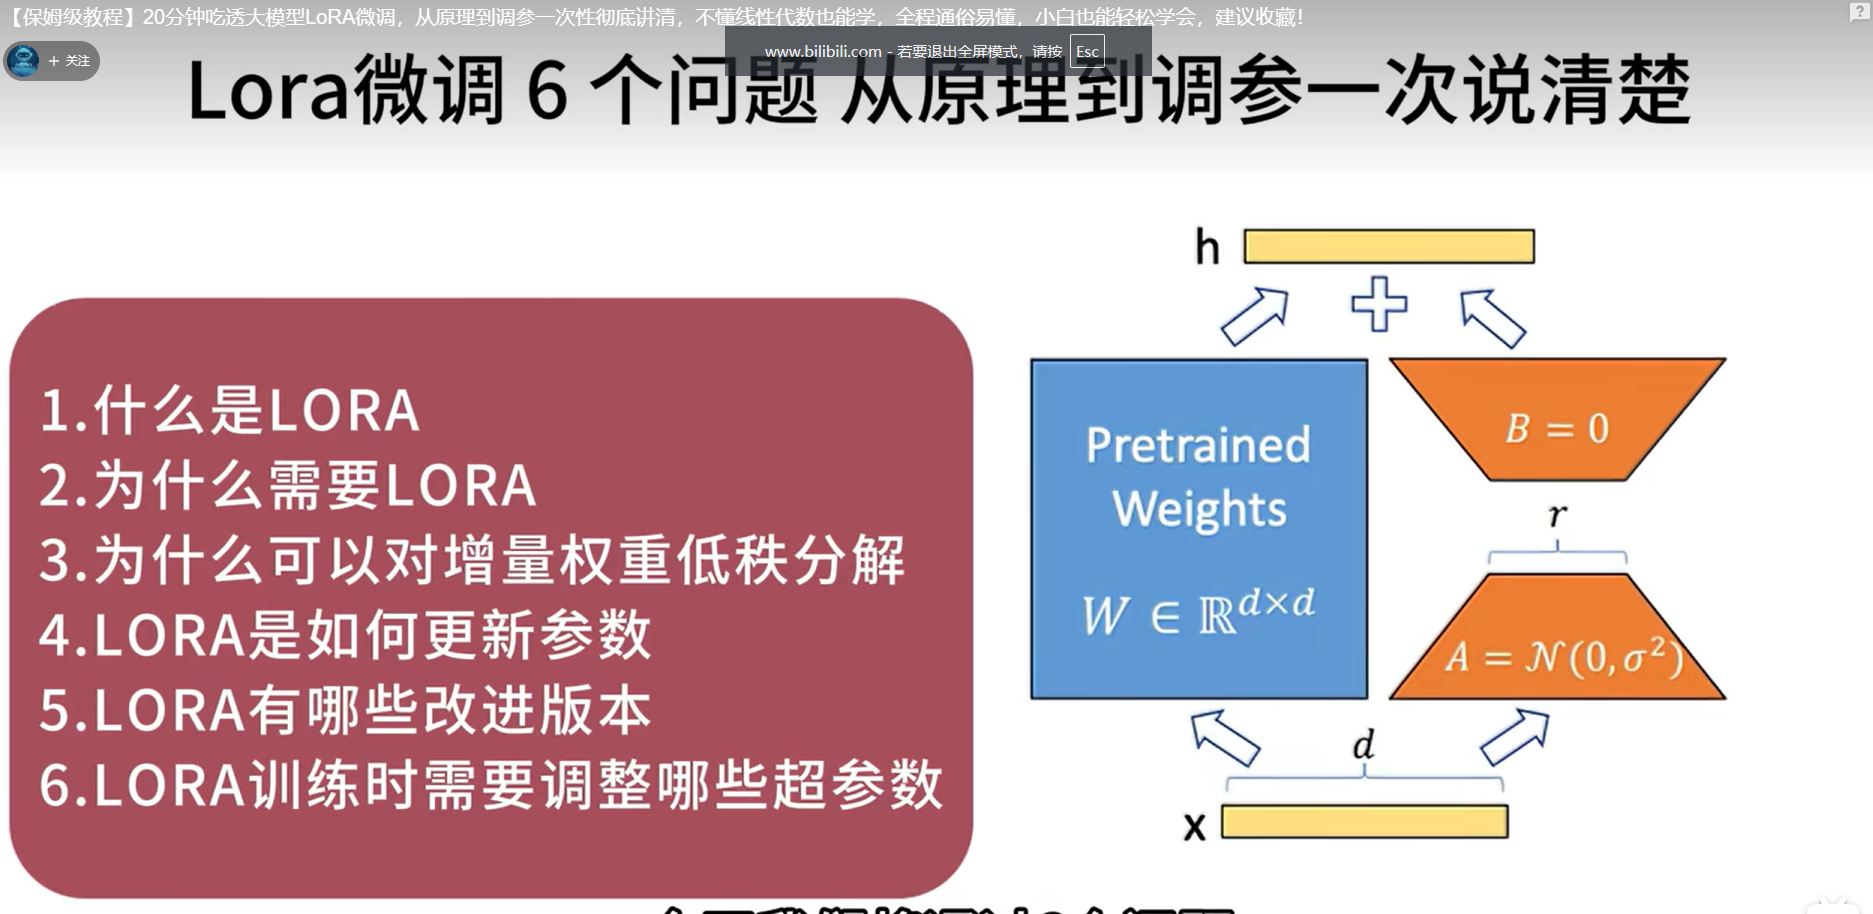 【保姆级教程】20分钟吃透大模型LoRA微调，从原理到调参一次性彻底讲清，不懂线性代数也能学，全程通俗易懂，小白也能轻松学会，建议收藏！
+ 关注
www.bilibili.com - 若要退出全屏模式，请按 Esc
Lora微调 6 个问题 从原理到调参一次说清楚
1.什么是LORA
2.为什么需要LORA
3.为什么可以对增量权重低秩分解
4.LORA是如何更新参数
5.LORA有哪些改进版本
6.LORA训练时需要调整哪些超参数
h
Pretrained
Weights
W ∈ ℝ^{d×d}
B = 0
r
A = 𝒩(0, σ²)
d
x